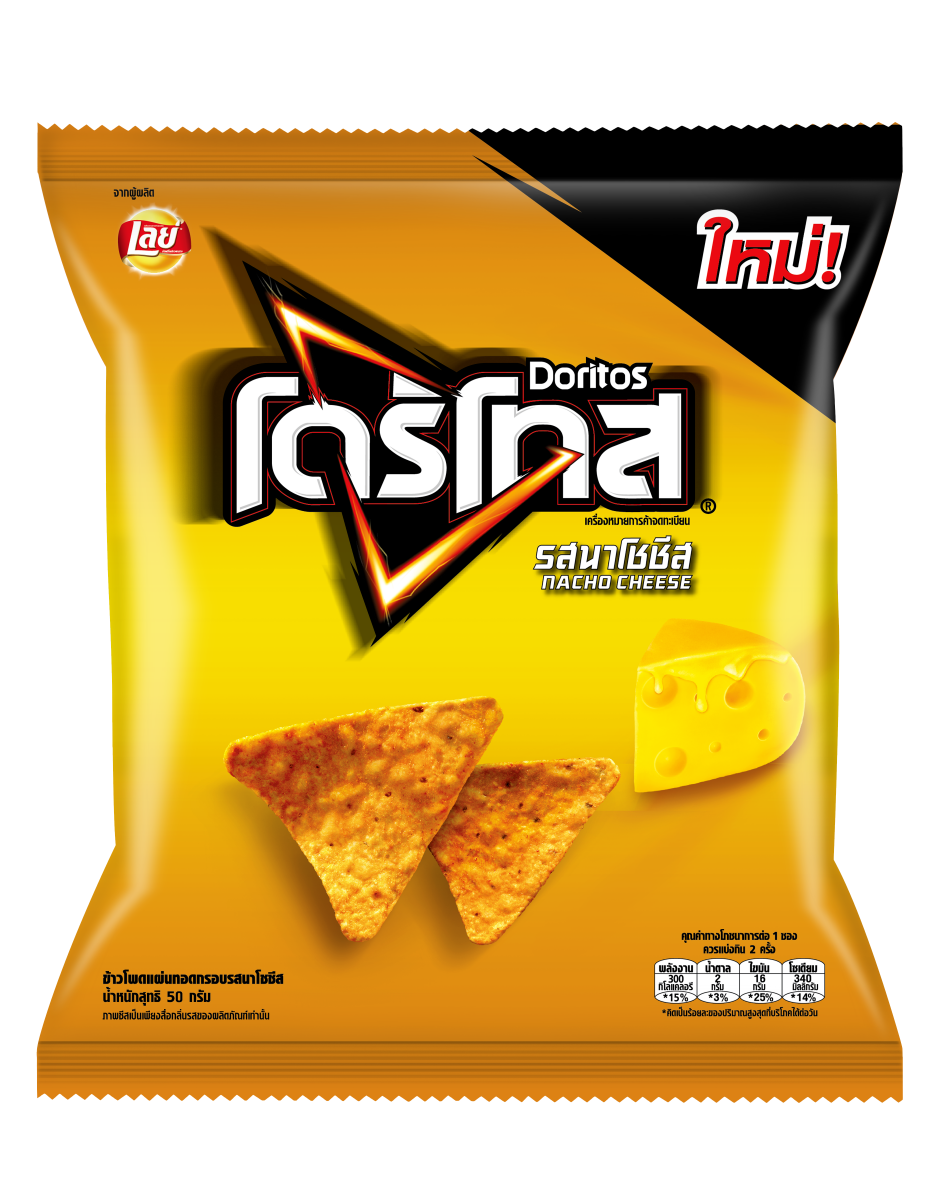 จากผู้ผลิต
เลย์
ใหม่!
Doritos
โดริโทส
®
เครื่องหมายการค้าจดทะเบียน
รสนาโชชีส
NACHO CHEESE
คุณค่าทางโภชนาการต่อ 1 ซอง
ควรแบ่งกิน 2 ครั้ง
พลังงาน น้ำตาล ไขมัน โซเดียม
300 2 16 340
กิโลแคลอรี กรัม กรัม มิลลิกรัม
*15% *3% *25% *14%
*คิดเป็นร้อยละของปริมาณสูงสุดที่บริโภคได้ต่อวัน
ข้าวโพดแผ่นทอดกรอบรสนาโชชีส
น้ำหนักสุทธิ 50 กรัม
ภาพชีสเป็นเพียงสื่อกลิ่นรสของผลิตภัณฑ์เท่านั้น